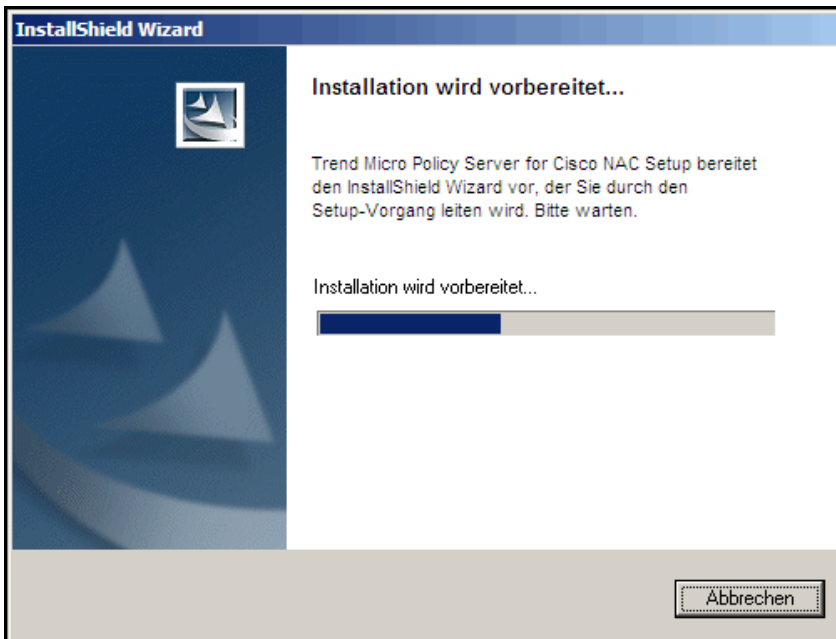 InstallShield Wizard
Installation wird vorbereitet...
Trend Micro Policy Server for Cisco NAC Setup bereitet
den InstallShield Wizard vor, der Sie durch den
Setup-Vorgang leiten wird. Bitte warten.
Installation wird vorbereitet...
Abbrechen